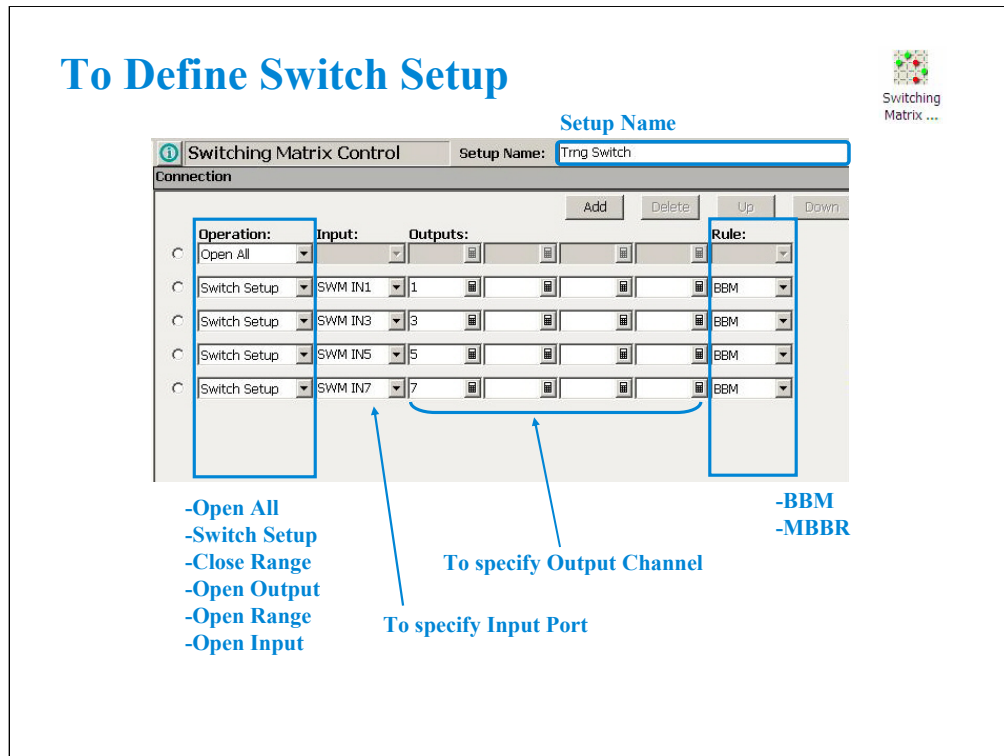 To Define Switch Setup
Switching
Matrix ...
Setup Name
Switching Matrix Control Setup Name: Trng Switch
Connection
Add Delete Up Down
Operation: Input: Outputs: Rule:
Open All
Switch Setup SWM IN1 1 BBM
Switch Setup SWM IN3 3 BBM
Switch Setup SWM IN5 5 BBM
Switch Setup SWM IN7 7 BBM
-Open All
-Switch Setup
-Close Range
-Open Output
-Open Range
-Open Input
To specify Input Port
To specify Output Channel
-BBM
-MBBR